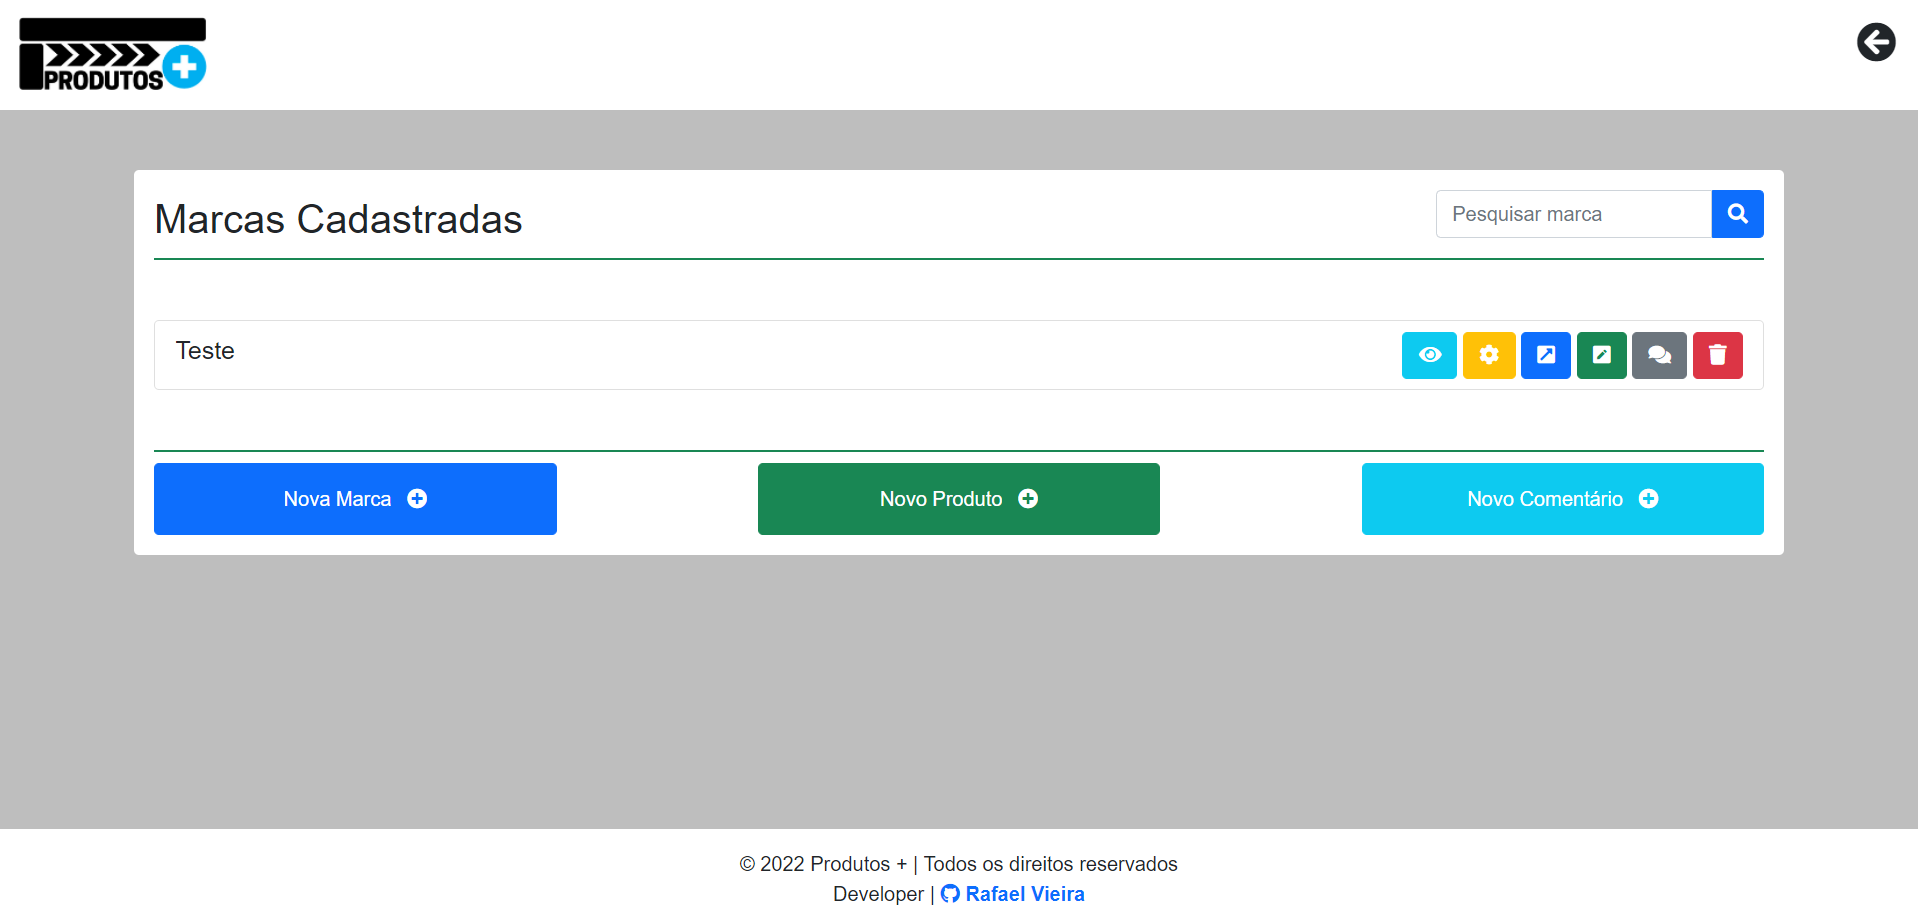 PRODUTOS
Marcas Cadastradas
Pesquisar marca
Teste
Nova Marca
Novo Produto
Novo Comentário
© 2022 Produtos + | Todos os direitos reservados
Developer | Rafael Vieira